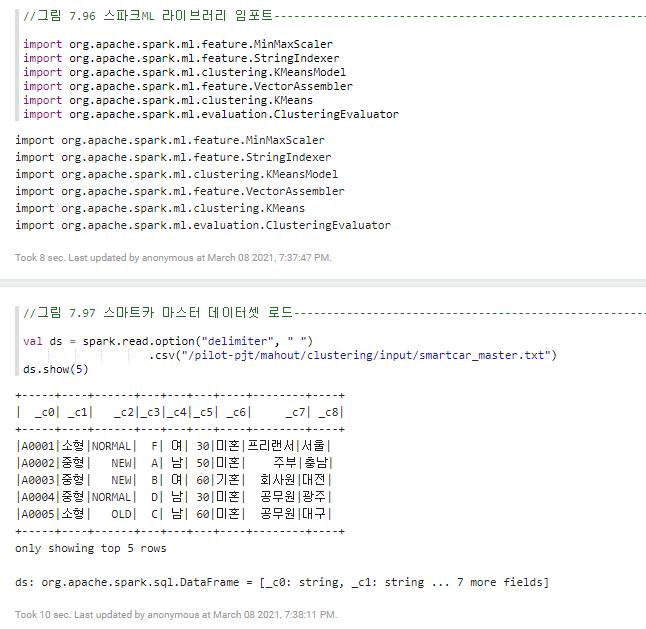 //그림 7.96 스파크ML 라이브러리 임포트--------------------------------------------------------
import org.apache.spark.ml.feature.MinMaxScaler
import org.apache.spark.ml.feature.StringIndexer
import org.apache.spark.ml.clustering.KMeansModel
import org.apache.spark.ml.feature.VectorAssembler
import org.apache.spark.ml.clustering.KMeans
import org.apache.spark.ml.evaluation.ClusteringEvaluator
import org.apache.spark.ml.feature.MinMaxScaler
import org.apache.spark.ml.feature.StringIndexer
import org.apache.spark.ml.clustering.KMeansModel
import org.apache.spark.ml.feature.VectorAssembler
import org.apache.spark.ml.clustering.KMeans
import org.apache.spark.ml.evaluation.ClusteringEvaluator
Took 8 sec. Last updated by anonymous at March 08 2021, 7:37:47 PM.
//그림 7.97 스마트카 마스터 데이터셋 로드-----------------------------------------------------
val ds = spark.read.option("delimiter", " ")
.csv("/pilot-pjt/mahout/clustering/input/smartcar_master.txt")
ds.show(5)
+-----+----+------+---+---+---+----+--------+----+
| _c0| _c1| _c2|_c3|_c4|_c5| _c6| _c7| _c8|
+-----+----+------+---+---+---+----+--------+----+
|A0001|소형|NORMAL| F| 여| 30|미혼|프리랜서|서울|
|A0002|중형| NEW| A| 남| 50|미혼| 주부|충남|
|A0003|중형| NEW| B| 여| 60|기혼| 회사원|대전|
|A0004|중형|NORMAL| D| 남| 30|미혼| 공무원|광주|
|A0005|소형| OLD| C| 남| 60|미혼| 공무원|대구|
+-----+----+------+---+---+---+----+--------+----+
only showing top 5 rows
ds: org.apache.spark.sql.DataFrame = [_c0: string, _c1: string ... 7 more fields]
Took 10 sec. Last updated by anonymous at March 08 2021, 7:38:11 PM.